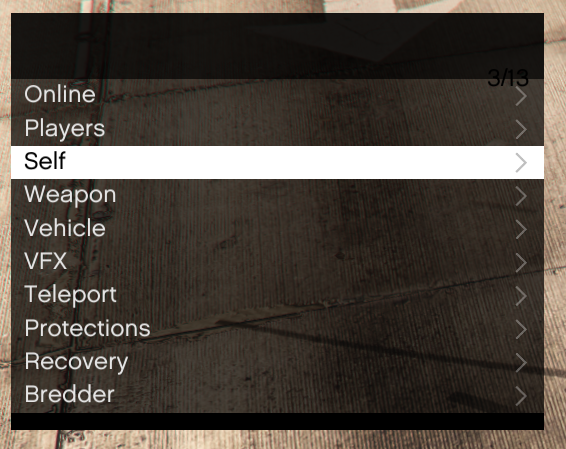 3/13
Online
Players
Self
Weapon
Vehicle
VFX
Teleport
Protections
Recovery
Bredder